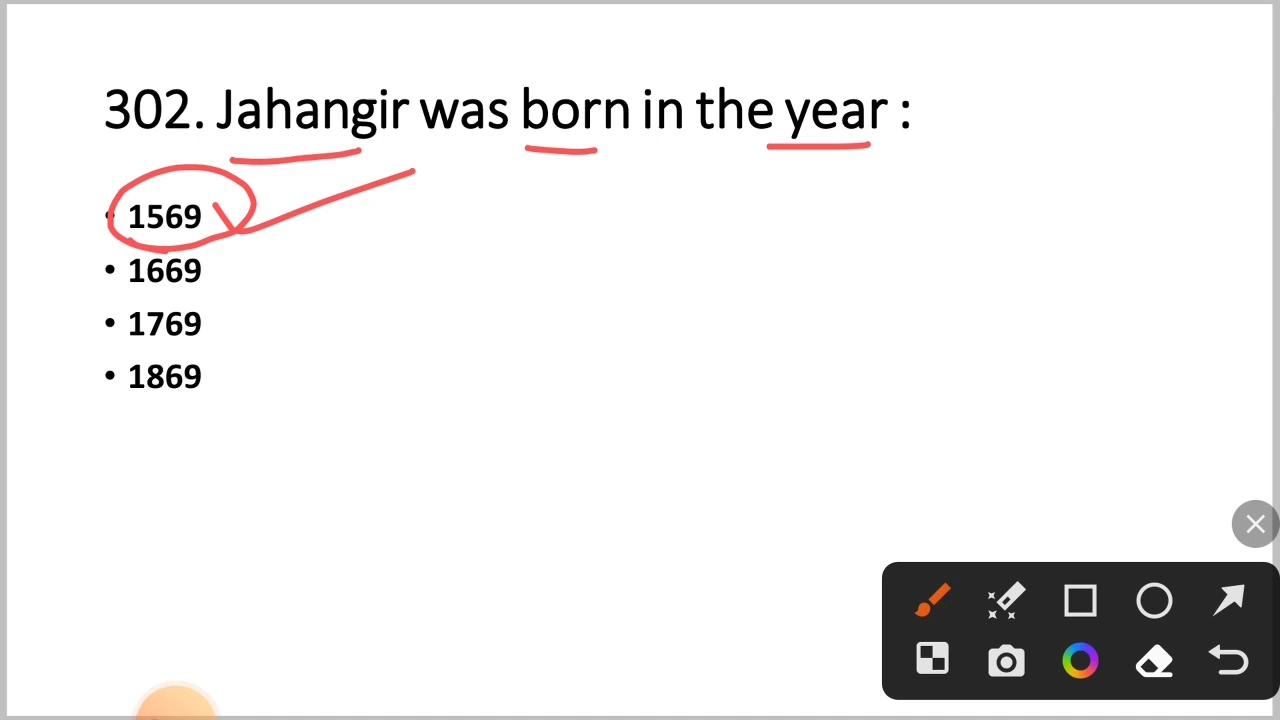 302. Jahangir was born in the year :
• 1569
• 1669
• 1769
• 1869